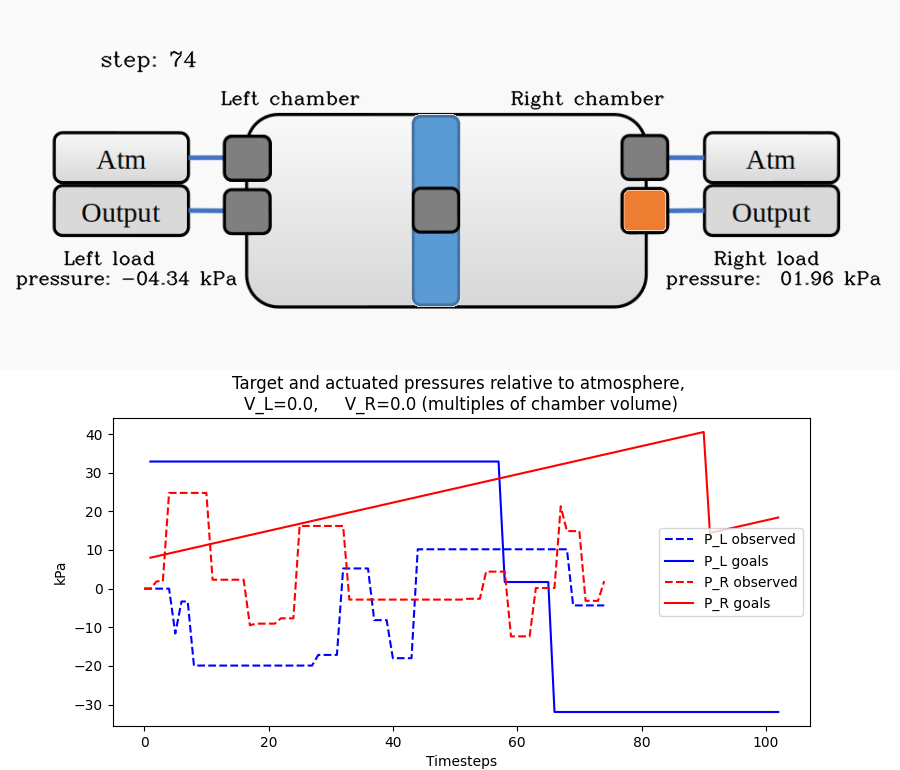 step: 74
Left chamber
Right chamber
Atm
Atm
Output
Output
Left load
pressure: -04.34 kPa
Right load
pressure: 01.96 kPa
Target and actuated pressures relative to atmosphere,
V_L=0.0, V_R=0.0 (multiples of chamber volume)
40
30
20
10
0
−10
−20
−30
kPa
P_L observed
P_L goals
P_R observed
P_R goals
0 20 40 60 80 100
Timesteps